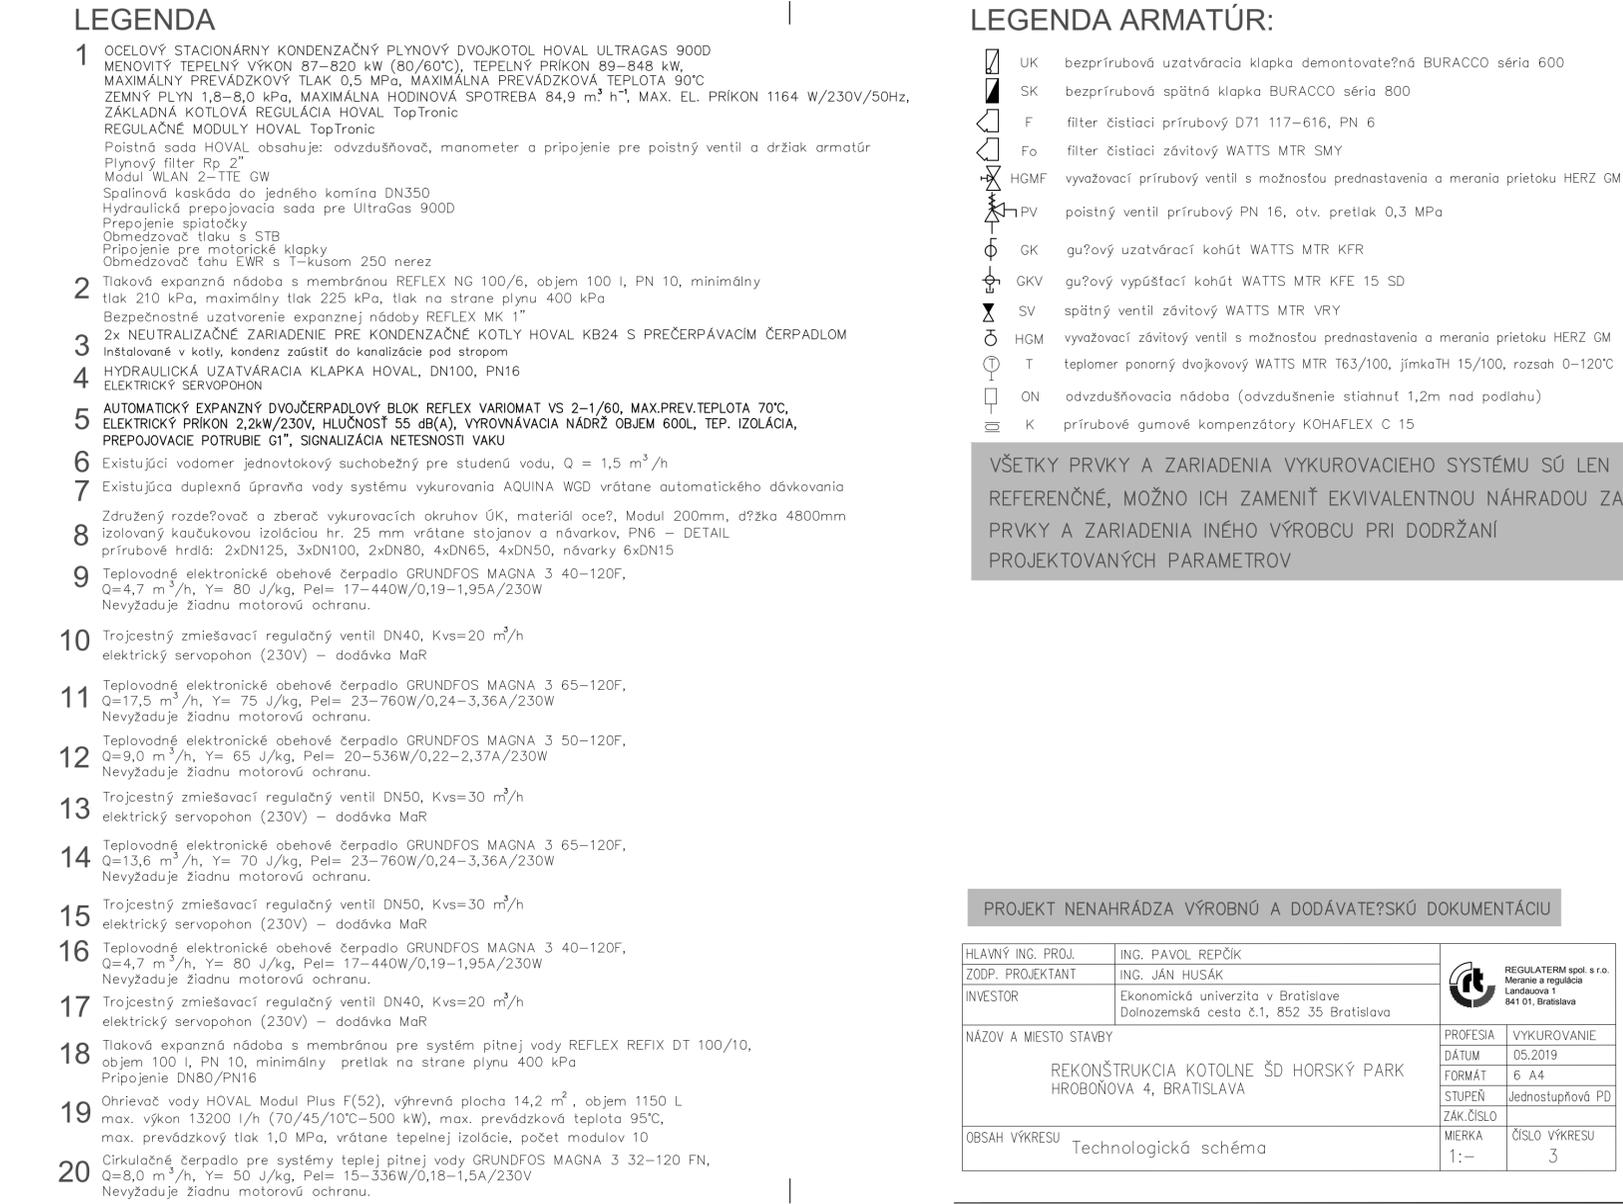 LEGENDA
1
OCELOVÝ STACIONÁRNY KONDENZAČNÝ PLYNOVÝ DVOJKOTOL HOVAL ULTRAGAS 900D
MENOVITÝ TEPELNÝ VÝKON 87–820 kW (80/60°C), TEPELNÝ PRÍKON 89–848 kW,
MAXIMÁLNY PREVÁDZKOVÝ TLAK 0,5 MPa, MAXIMÁLNA PREVÁDZKOVÁ TEPLOTA 90°C
ZEMNÝ PLYN 1,8–8,0 kPa, MAXIMÁLNA HODINOVÁ SPOTREBA 84,9 m³ h⁻¹, MAX. EL. PRÍKON 1164 W/230V/50Hz,
ZÁKLADNÁ KOTLOVÁ REGULÁCIA HOVAL TopTronic
REGULAČNÉ MODULY HOVAL TopTronic
Poistná sada HOVAL obsahuje: odvzdušňovač, manometer a pripojenie pre poistný ventil a držiak armatúr
Plynový filter Rp 2"
Modul WLAN 2–TTE GW
Spalinová kaskáda do jedného komína DN350
Hydraulická prepojovacia sada pre UltraGas 900D
Prepojenie spiatočky
Obmedzovač tlaku s STB
Pripojenie pre motorické klapky
Obmedzovač ťahu EWR s T–kusom 250 nerez
2
Tlaková expanzná nádoba s membránou REFLEX NG 100/6, objem 100 l, PN 10, minimálny
tlak 210 kPa, maximálny tlak 225 kPa, tlak na strane plynu 400 kPa
Bezpečnostné uzatvorenie expanznej nádoby REFLEX MK 1"
3
2x NEUTRALIZAČNÉ ZARIADENIE PRE KONDENZAČNÉ KOTLY HOVAL KB24 S PREČERPÁVACÍM ČERPADLOM
Inštalované v kotly, kondenz zaústiť do kanalizácie pod stropom
4
HYDRAULICKÁ UZATVÁRACIA KLAPKA HOVAL, DN100, PN16
ELEKTRICKÝ SERVOPOHON
5
AUTOMATICKÝ EXPANZNÝ DVOJČERPADLOVÝ BLOK REFLEX VARIOMAT VS 2–1/60, MAX.PREV.TEPLOTA 70°C,
ELEKTRICKÝ PRÍKON 2,2kW/230V, HLUČNOSŤ 55 dB(A), VYROVNÁVACIA NÁDRŽ OBJEM 600L, TEP. IZOLÁCIA,
PREPOJOVACIE POTRUBIE G1", SIGNALIZÁCIA NETESNOSTI VAKU
6
Existujúci vodomer jednovtokový suchobežný pre studenú vodu, Q = 1,5 m³/h
7
Existujúca duplexná úpravňa vody systému vykurovania AQUINA WGD vrátane automatického dávkovania
8
Združený rozde?ovač a zberač vykurovacích okruhov ÚK, materiál oce?, Modul 200mm, d?žka 4800mm
izolovaný kaučukovou izoláciou hr. 25 mm vrátane stojanov a návarkov, PN6 – DETAIL
prírubové hrdlá: 2xDN125, 3xDN100, 2xDN80, 4xDN65, 4xDN50, návarky 6xDN15
9
Teplovodné elektronické obehové čerpadlo GRUNDFOS MAGNA 3 40–120F,
Q=4,7 m³/h, Y= 80 J/kg, Pel= 17–440W/0,19–1,95A/230W
Nevyžaduje žiadnu motorovú ochranu.
10
Trojcestný zmiešavací regulačný ventil DN40, Kvs=20 m³/h
elektrický servopohon (230V) – dodávka MaR
11
Teplovodné elektronické obehové čerpadlo GRUNDFOS MAGNA 3 65–120F,
Q=17,5 m³/h, Y= 75 J/kg, Pel= 23–760W/0,24–3,36A/230W
Nevyžaduje žiadnu motorovú ochranu.
12
Teplovodné elektronické obehové čerpadlo GRUNDFOS MAGNA 3 50–120F,
Q=9,0 m³/h, Y= 65 J/kg, Pel= 20–536W/0,22–2,37A/230W
Nevyžaduje žiadnu motorovú ochranu.
13
Trojcestný zmiešavací regulačný ventil DN50, Kvs=30 m³/h
elektrický servopohon (230V) – dodávka MaR
14
Teplovodné elektronické obehové čerpadlo GRUNDFOS MAGNA 3 65–120F,
Q=13,6 m³/h, Y= 70 J/kg, Pel= 23–760W/0,24–3,36A/230W
Nevyžaduje žiadnu motorovú ochranu.
15
Trojcestný zmiešavací regulačný ventil DN50, Kvs=30 m³/h
elektrický servopohon (230V) – dodávka MaR
16
Teplovodné elektronické obehové čerpadlo GRUNDFOS MAGNA 3 40–120F,
Q=4,7 m³/h, Y= 80 J/kg, Pel= 17–440W/0,19–1,95A/230W
Nevyžaduje žiadnu motorovú ochranu.
17
Trojcestný zmiešavací regulačný ventil DN40, Kvs=20 m³/h
elektrický servopohon (230V) – dodávka MaR
18
Tlaková expanzná nádoba s membránou pre systém pitnej vody REFLEX REFIX DT 100/10,
objem 100 l, PN 10, minimálny pretlak na strane plynu 400 kPa
Pripojenie DN80/PN16
19
Ohrievač vody HOVAL Modul Plus F(52), výhrevná plocha 14,2 m², objem 1150 L
max. výkon 13200 l/h (70/45/10°C–500 kW), max. prevádzková teplota 95°C,
max. prevádzkový tlak 1,0 MPa, vrátane tepelnej izolácie, počet modulov 10
20
Cirkulačné čerpadlo pre systémy teplej pitnej vody GRUNDFOS MAGNA 3 32–120 FN,
Q=8,0 m³/h, Y= 50 J/kg, Pel= 15–336W/0,18–1,5A/230V
Nevyžaduje žiadnu motorovú ochranu.
LEGENDA ARMATÚR:
UK bezprírubová uzatváracia klapka demontovate?ná BURACCO séria 600
SK bezprírubová spätná klapka BURACCO séria 800
F filter čistiaci prírubový D71 117–616, PN 6
Fo filter čistiaci závitový WATTS MTR SMY
HGMF vyvažovací prírubový ventil s možnosťou prednastavenia a merania prietoku HERZ GM
PV poistný ventil prírubový PN 16, otv. pretlak 0,3 MPa
GK gu?ový uzatvárací kohút WATTS MTR KFR
GKV gu?ový vypúšťací kohút WATTS MTR KFE 15 SD
SV spätný ventil závitový WATTS MTR VRY
HGM vyvažovací závitový ventil s možnosťou prednastavenia a merania prietoku HERZ GM
T T teplomer ponorný dvojkovový WATTS MTR T63/100, jímkaTH 15/100, rozsah 0–120°C
ON odvzdušňovacia nádoba (odvzdušnenie stiahnuť 1,2m nad podlahu)
K prírubové gumové kompenzátory KOHAFLEX C 15
VŠETKY PRVKY A ZARIADENIA VYKUROVACIEHO SYSTÉMU SÚ LEN
REFERENČNÉ, MOŽNO ICH ZAMENIŤ EKVIVALENTNOU NÁHRADOU ZA
PRVKY A ZARIADENIA INÉHO VÝROBCU PRI DODRŽANÍ
PROJEKTOVANÝCH PARAMETROV
PROJEKT NENAHRÁDZA VÝROBNÚ A DODÁVATE?SKÚ DOKUMENTÁCIU
HLAVNÝ ING. PROJ. ING. PAVOL REPČÍK
ZODP. PROJEKTANT ING. JÁN HUSÁK
INVESTOR Ekonomická univerzita v Bratislave
Dolnozemská cesta č.1, 852 35 Bratislava
rt
REGULATERM spol. s r.o.
Meranie a regulácia
Landauova 1
841 01, Bratislava
NÁZOV A MIESTO STAVBY
REKONŠTRUKCIA KOTOLNE ŠD HORSKÝ PARK
HROBOŇOVA 4, BRATISLAVA
PROFESIA VYKUROVANIE
DÁTUM 05.2019
FORMÁT 6 A4
STUPEŇ Jednostupňová PD
ZÁK.ČÍSLO
OBSAH VÝKRESU Technologická schéma
MIERKA ČÍSLO VÝKRESU
1:– 3